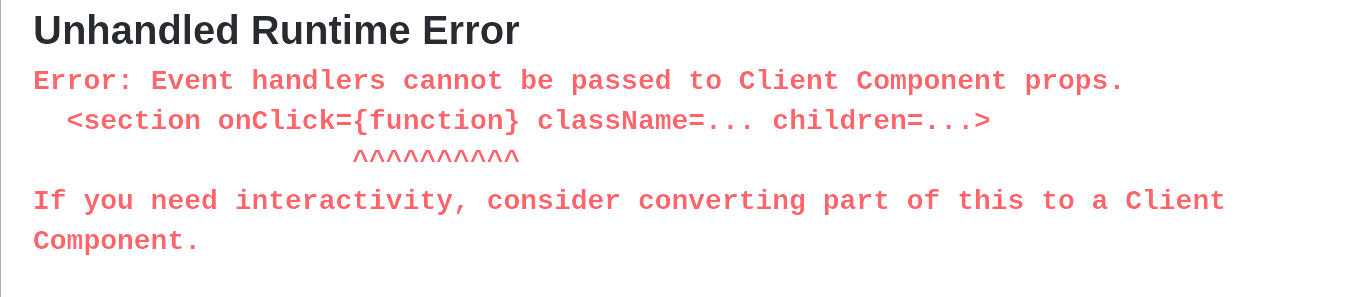 Unhandled Runtime Error
Error: Event handlers cannot be passed to Client Component props.
  <section onClick={function} className=... children=...>
                   ^^^^^^^^^^
If you need interactivity, consider converting part of this to a Client
Component.